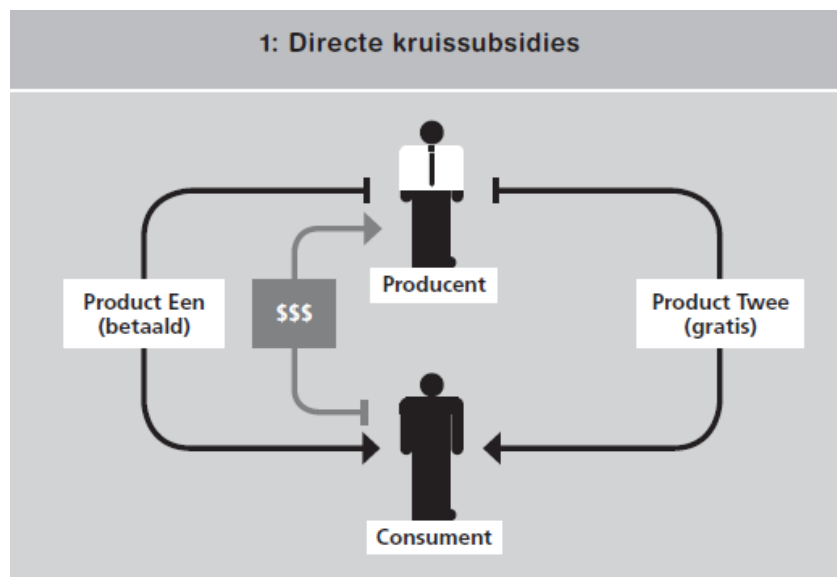 1: Directe kruissubsidies
Producent
Product Een
(betaald)
$$$
Product Twee
(gratis)
Consument